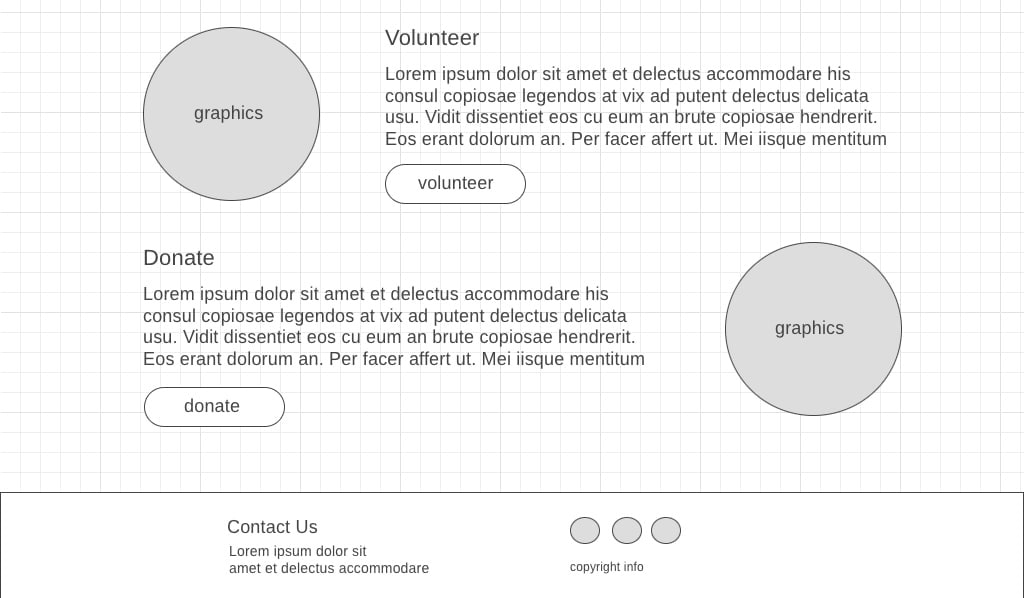 Volunteer
graphics
Lorem ipsum dolor sit amet et delectus accommodare his
consul copiosae legendos at vix ad putent delectus delicata
usu. Vidit dissentiet eos cu eum an brute copiosae hendrerit.
Eos erant dolorum an. Per facer affert ut. Mei iisque mentitum
volunteer
Donate
Lorem ipsum dolor sit amet et delectus accommodare his
consul copiosae legendos at vix ad putent delectus delicata
usu. Vidit dissentiet eos cu eum an brute copiosae hendrerit.
Eos erant dolorum an. Per facer affert ut. Mei iisque mentitum
graphics
donate
Contact Us
Lorem ipsum dolor sit
amet et delectus accommodare
copyright info